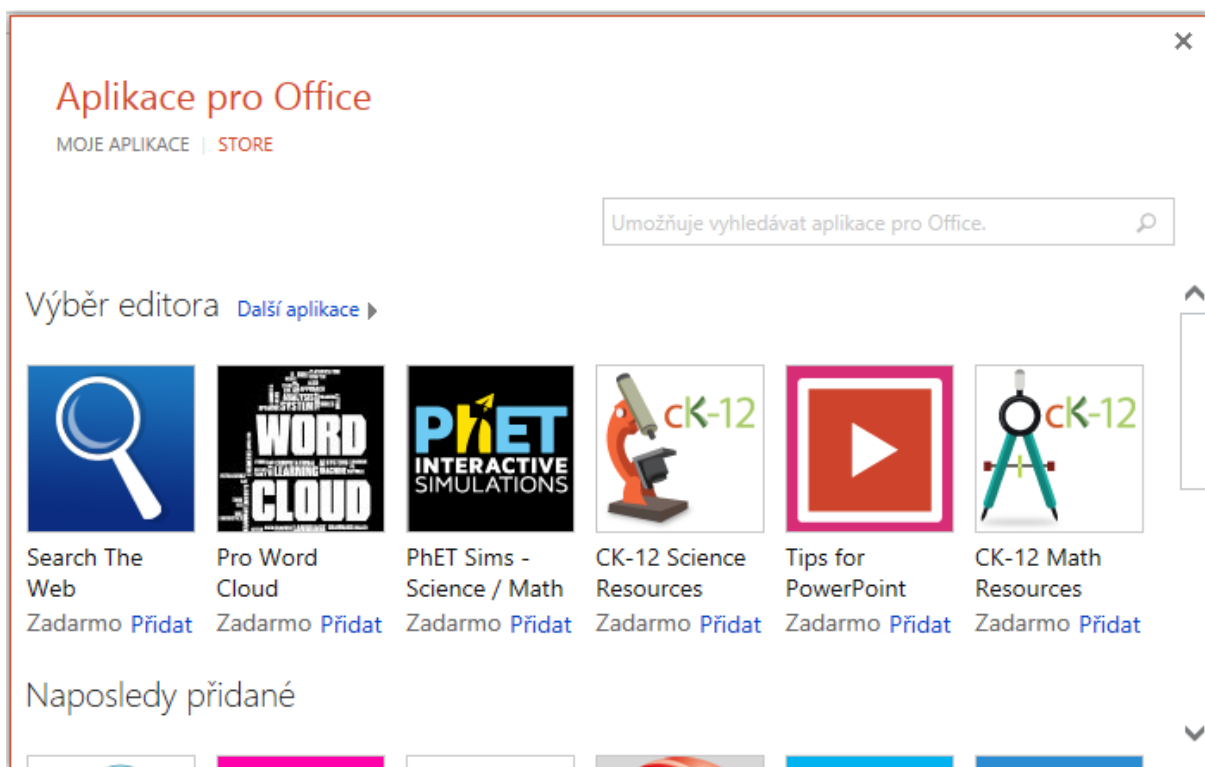 Aplikace pro Office
MOJE APLIKACE | STORE
Umožňuje vyhledávat aplikace pro Office.
Výběr editora Další aplikace
WORD
CLOUD
PhET
INTERACTIVE
SIMULATIONS
cK-12
cK-12
Search The
Web
Zadarmo Přidat
Pro Word
Cloud
Zadarmo Přidat
PhET Sims -
Science / Math
Zadarmo Přidat
CK-12 Science
Resources
Zadarmo Přidat
Tips for
PowerPoint
Zadarmo Přidat
CK-12 Math
Resources
Zadarmo Přidat
Naposledy přidané